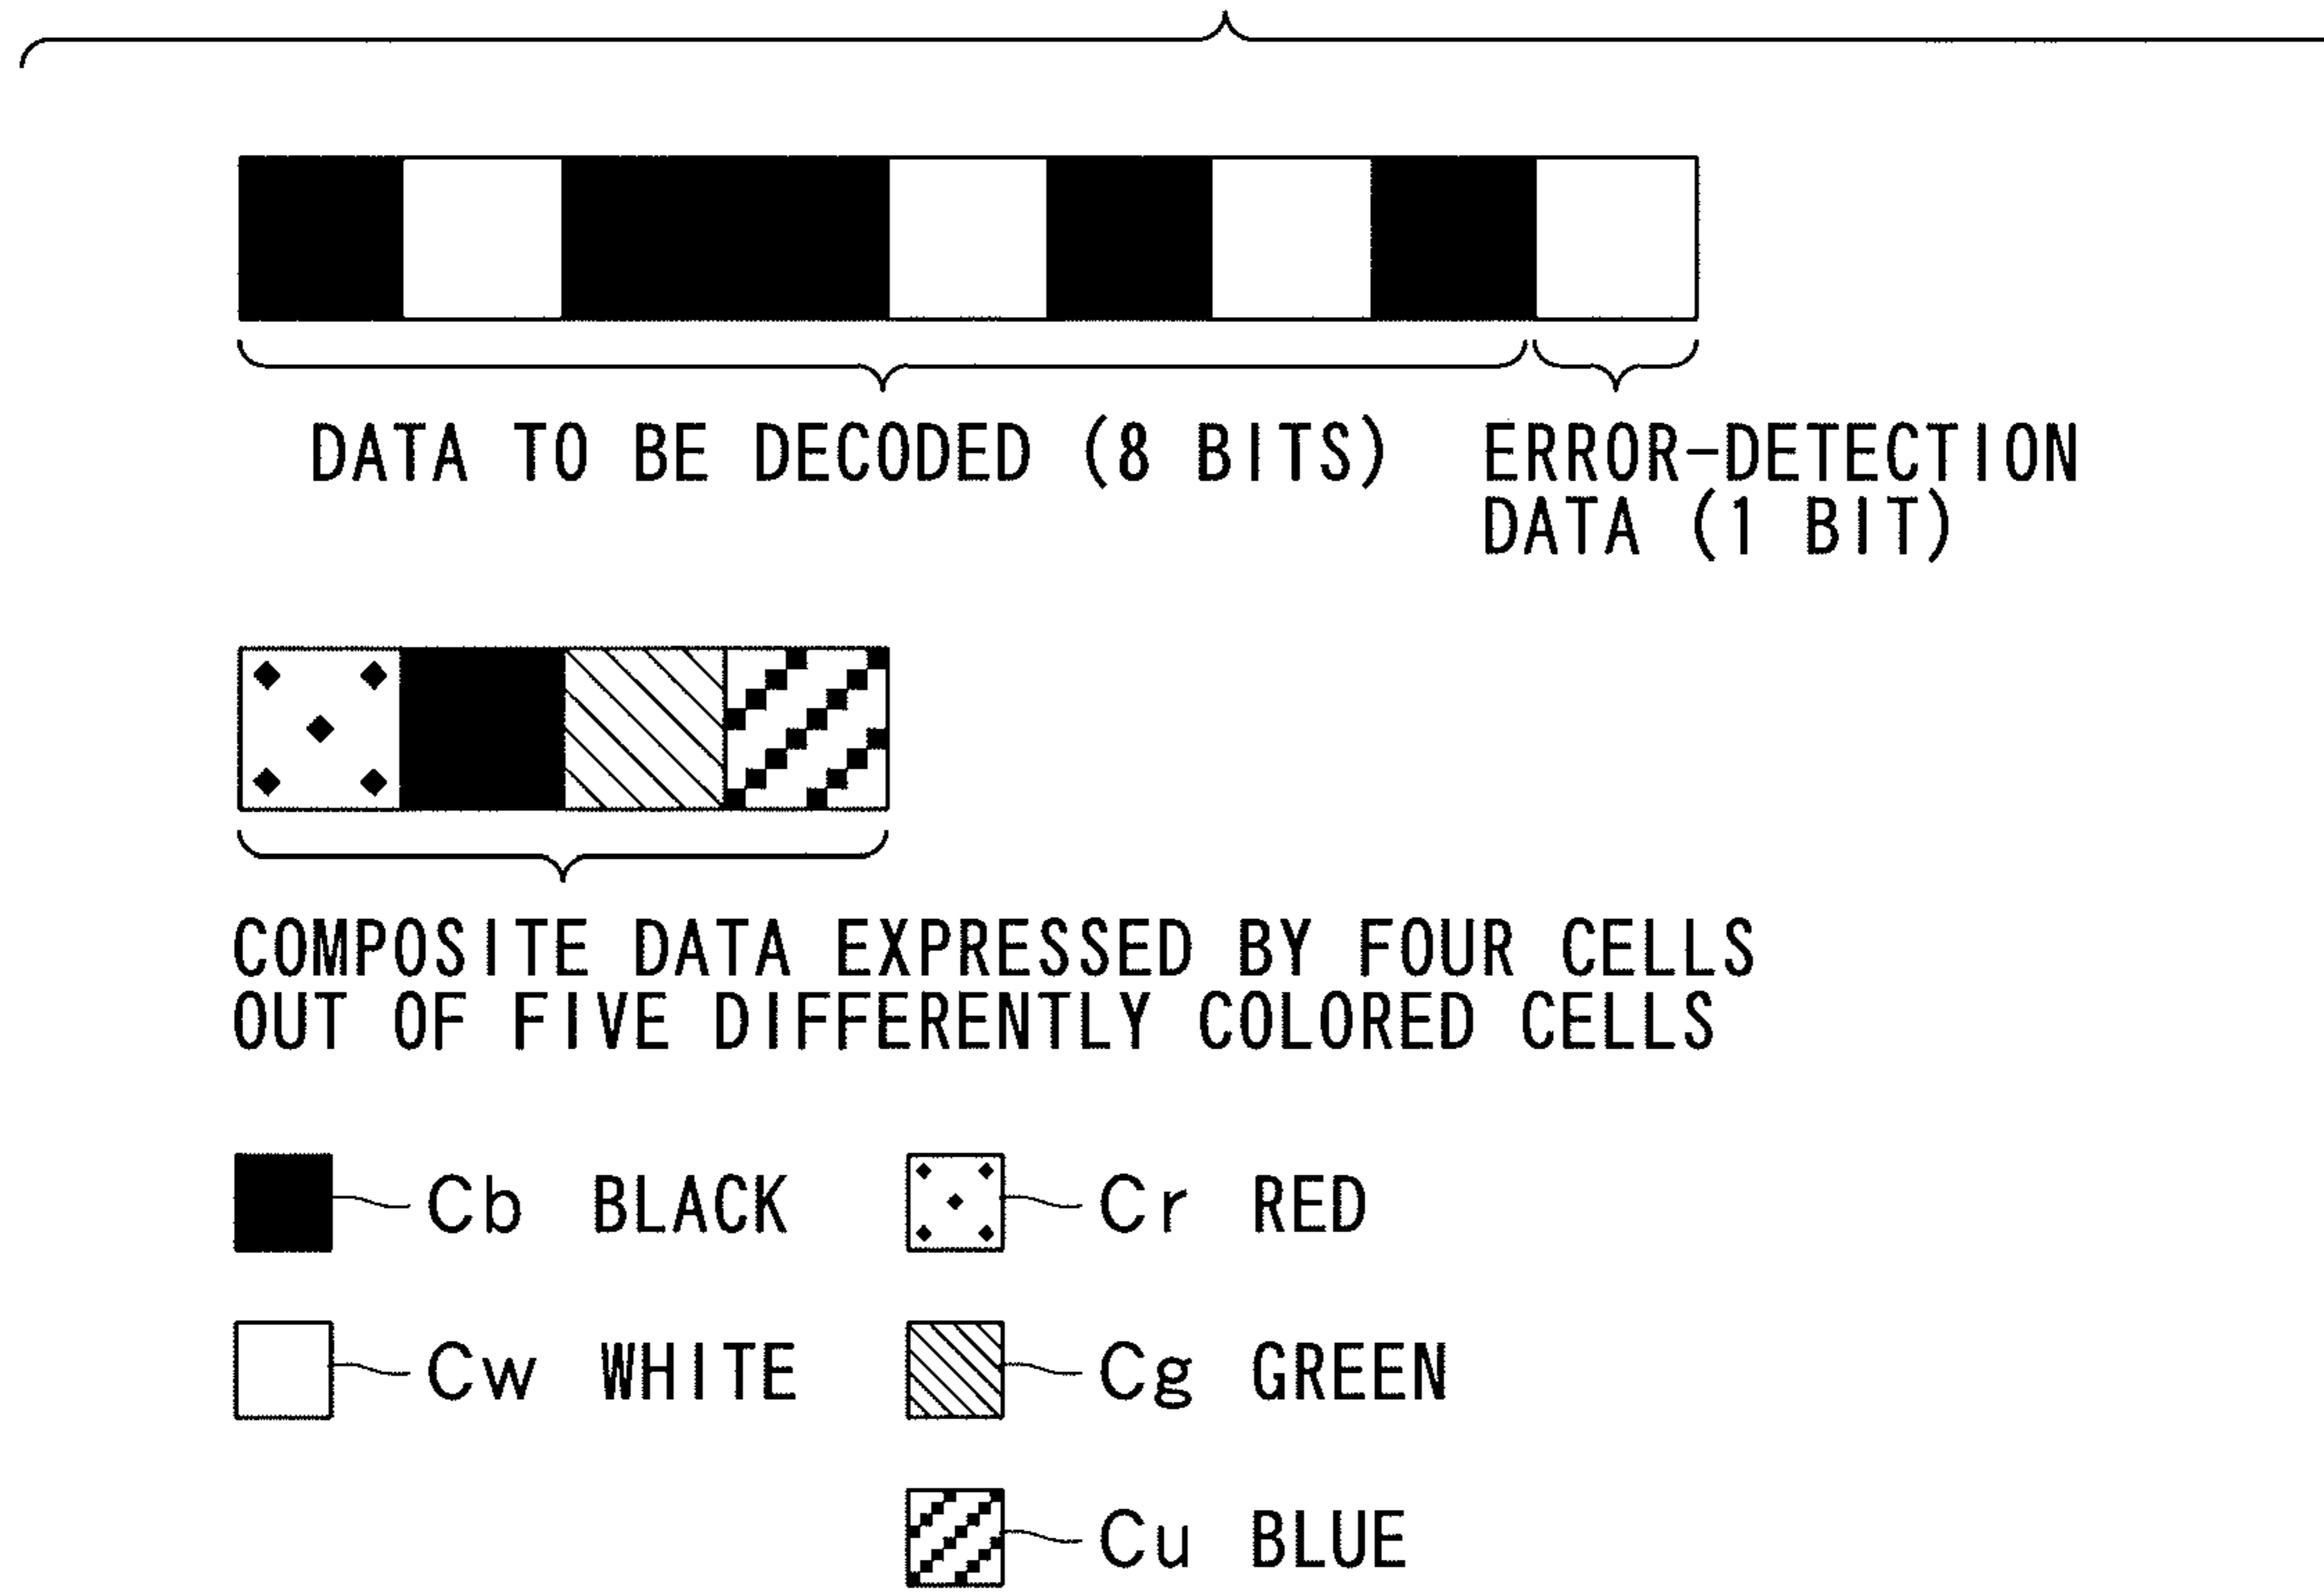 DATA TO BE DECODED (8 BITS)
ERROR-DETECTION
DATA (1 BIT)
COMPOSITE DATA EXPRESSED BY FOUR CELLS
OUT OF FIVE DIFFERENTLY COLORED CELLS
Cb BLACK
Cr RED
Cw WHITE
Cg GREEN
Cu BLUE